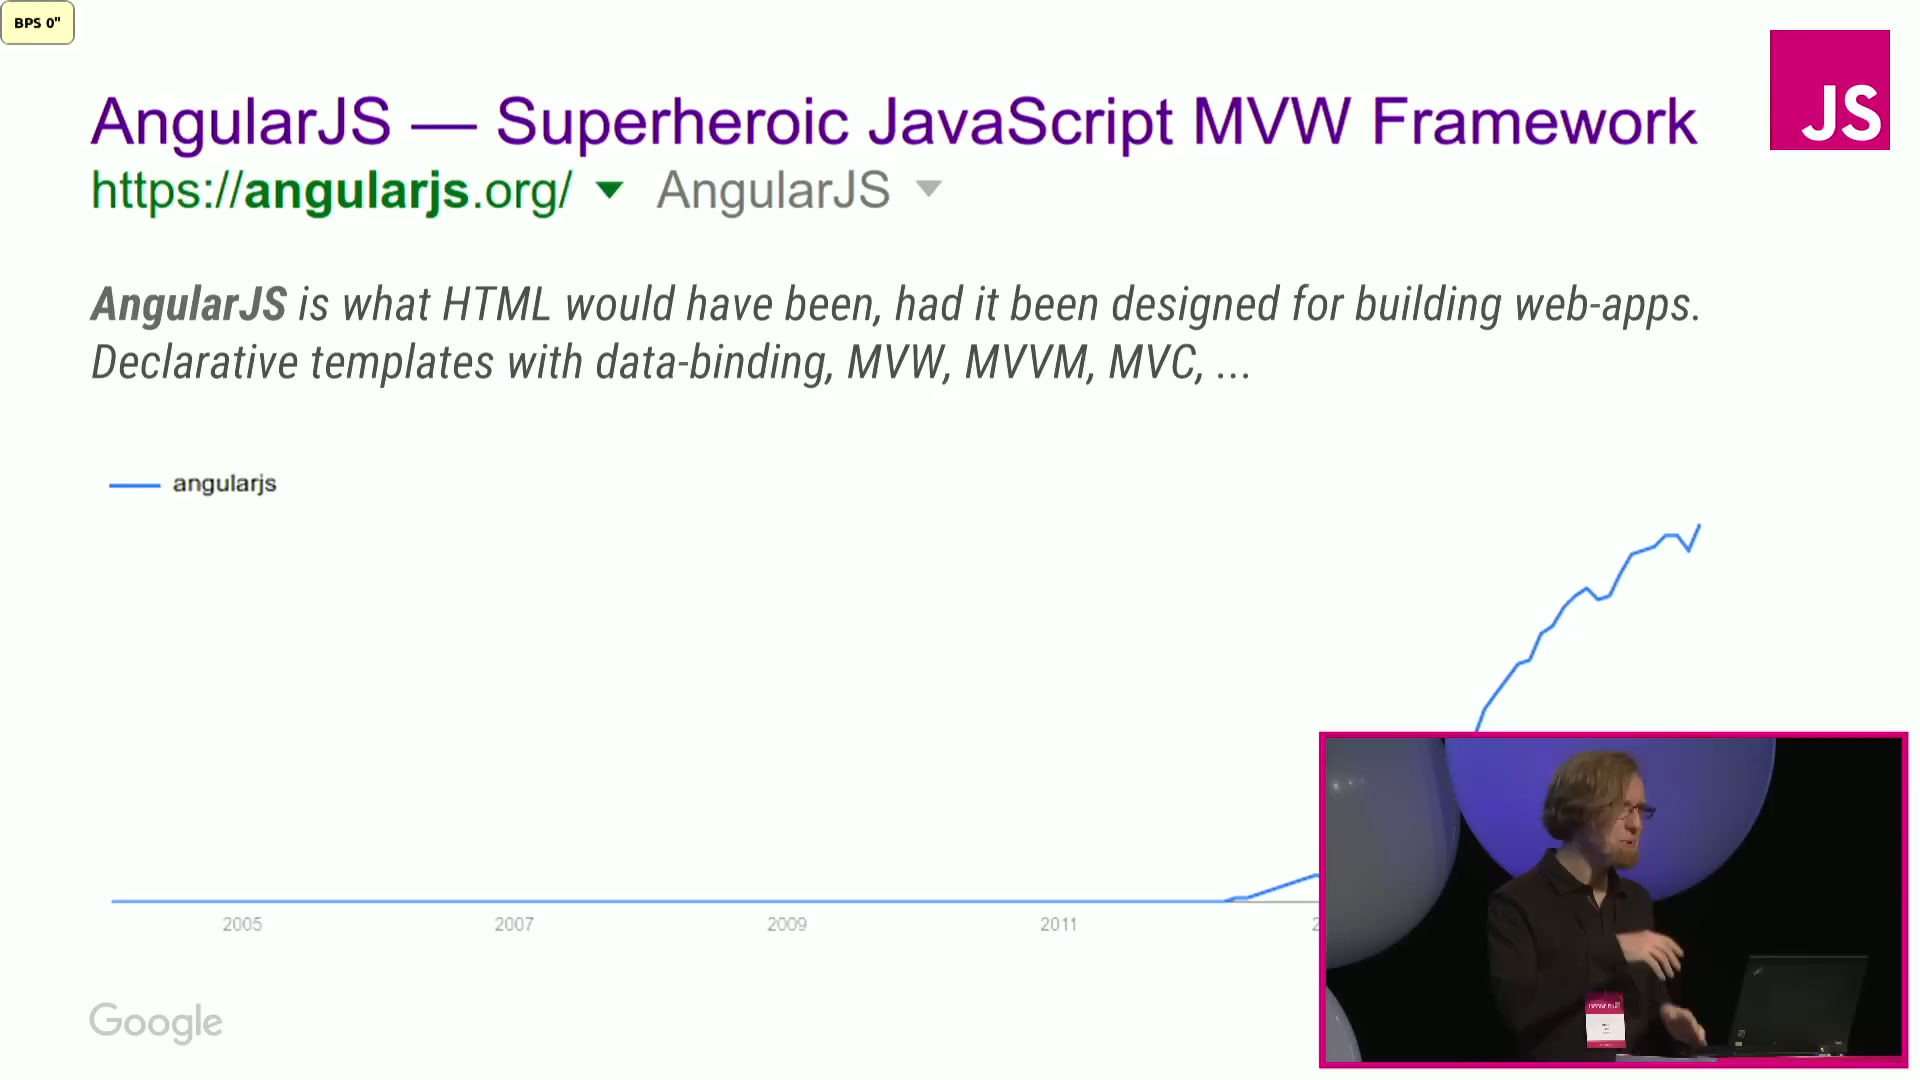 BPS 0"
JS
AngularJS — Superheroic JavaScript MVW Framework
https://angularjs.org/ ▼ AngularJS ▼
AngularJS is what HTML would have been, had it been designed for building web-apps.
Declarative templates with data-binding, MVW, MVVM, MVC, ...
angularjs
2005 2007 2009 2011
Google